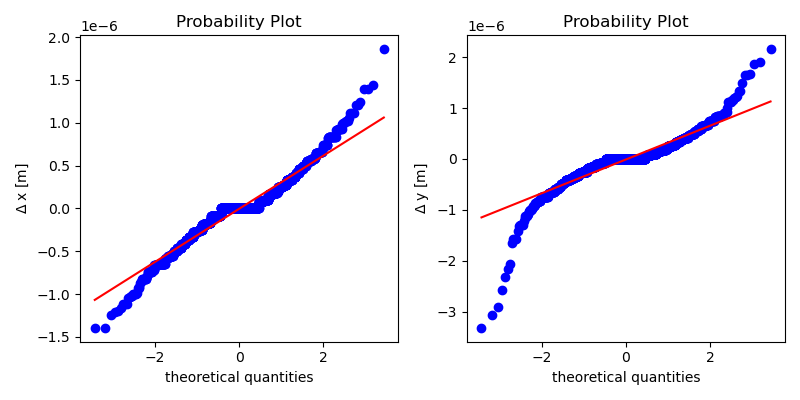 Probability Plot
1e−6
2.0
1.5
1.0
0.5
0.0
−0.5
−1.0
−1.5
Δ x [m]
−2
0
2
theoretical quantities
Probability Plot
1e−6
2
1
0
−1
−2
−3
Δ y [m]
−2
0
2
theoretical quantities